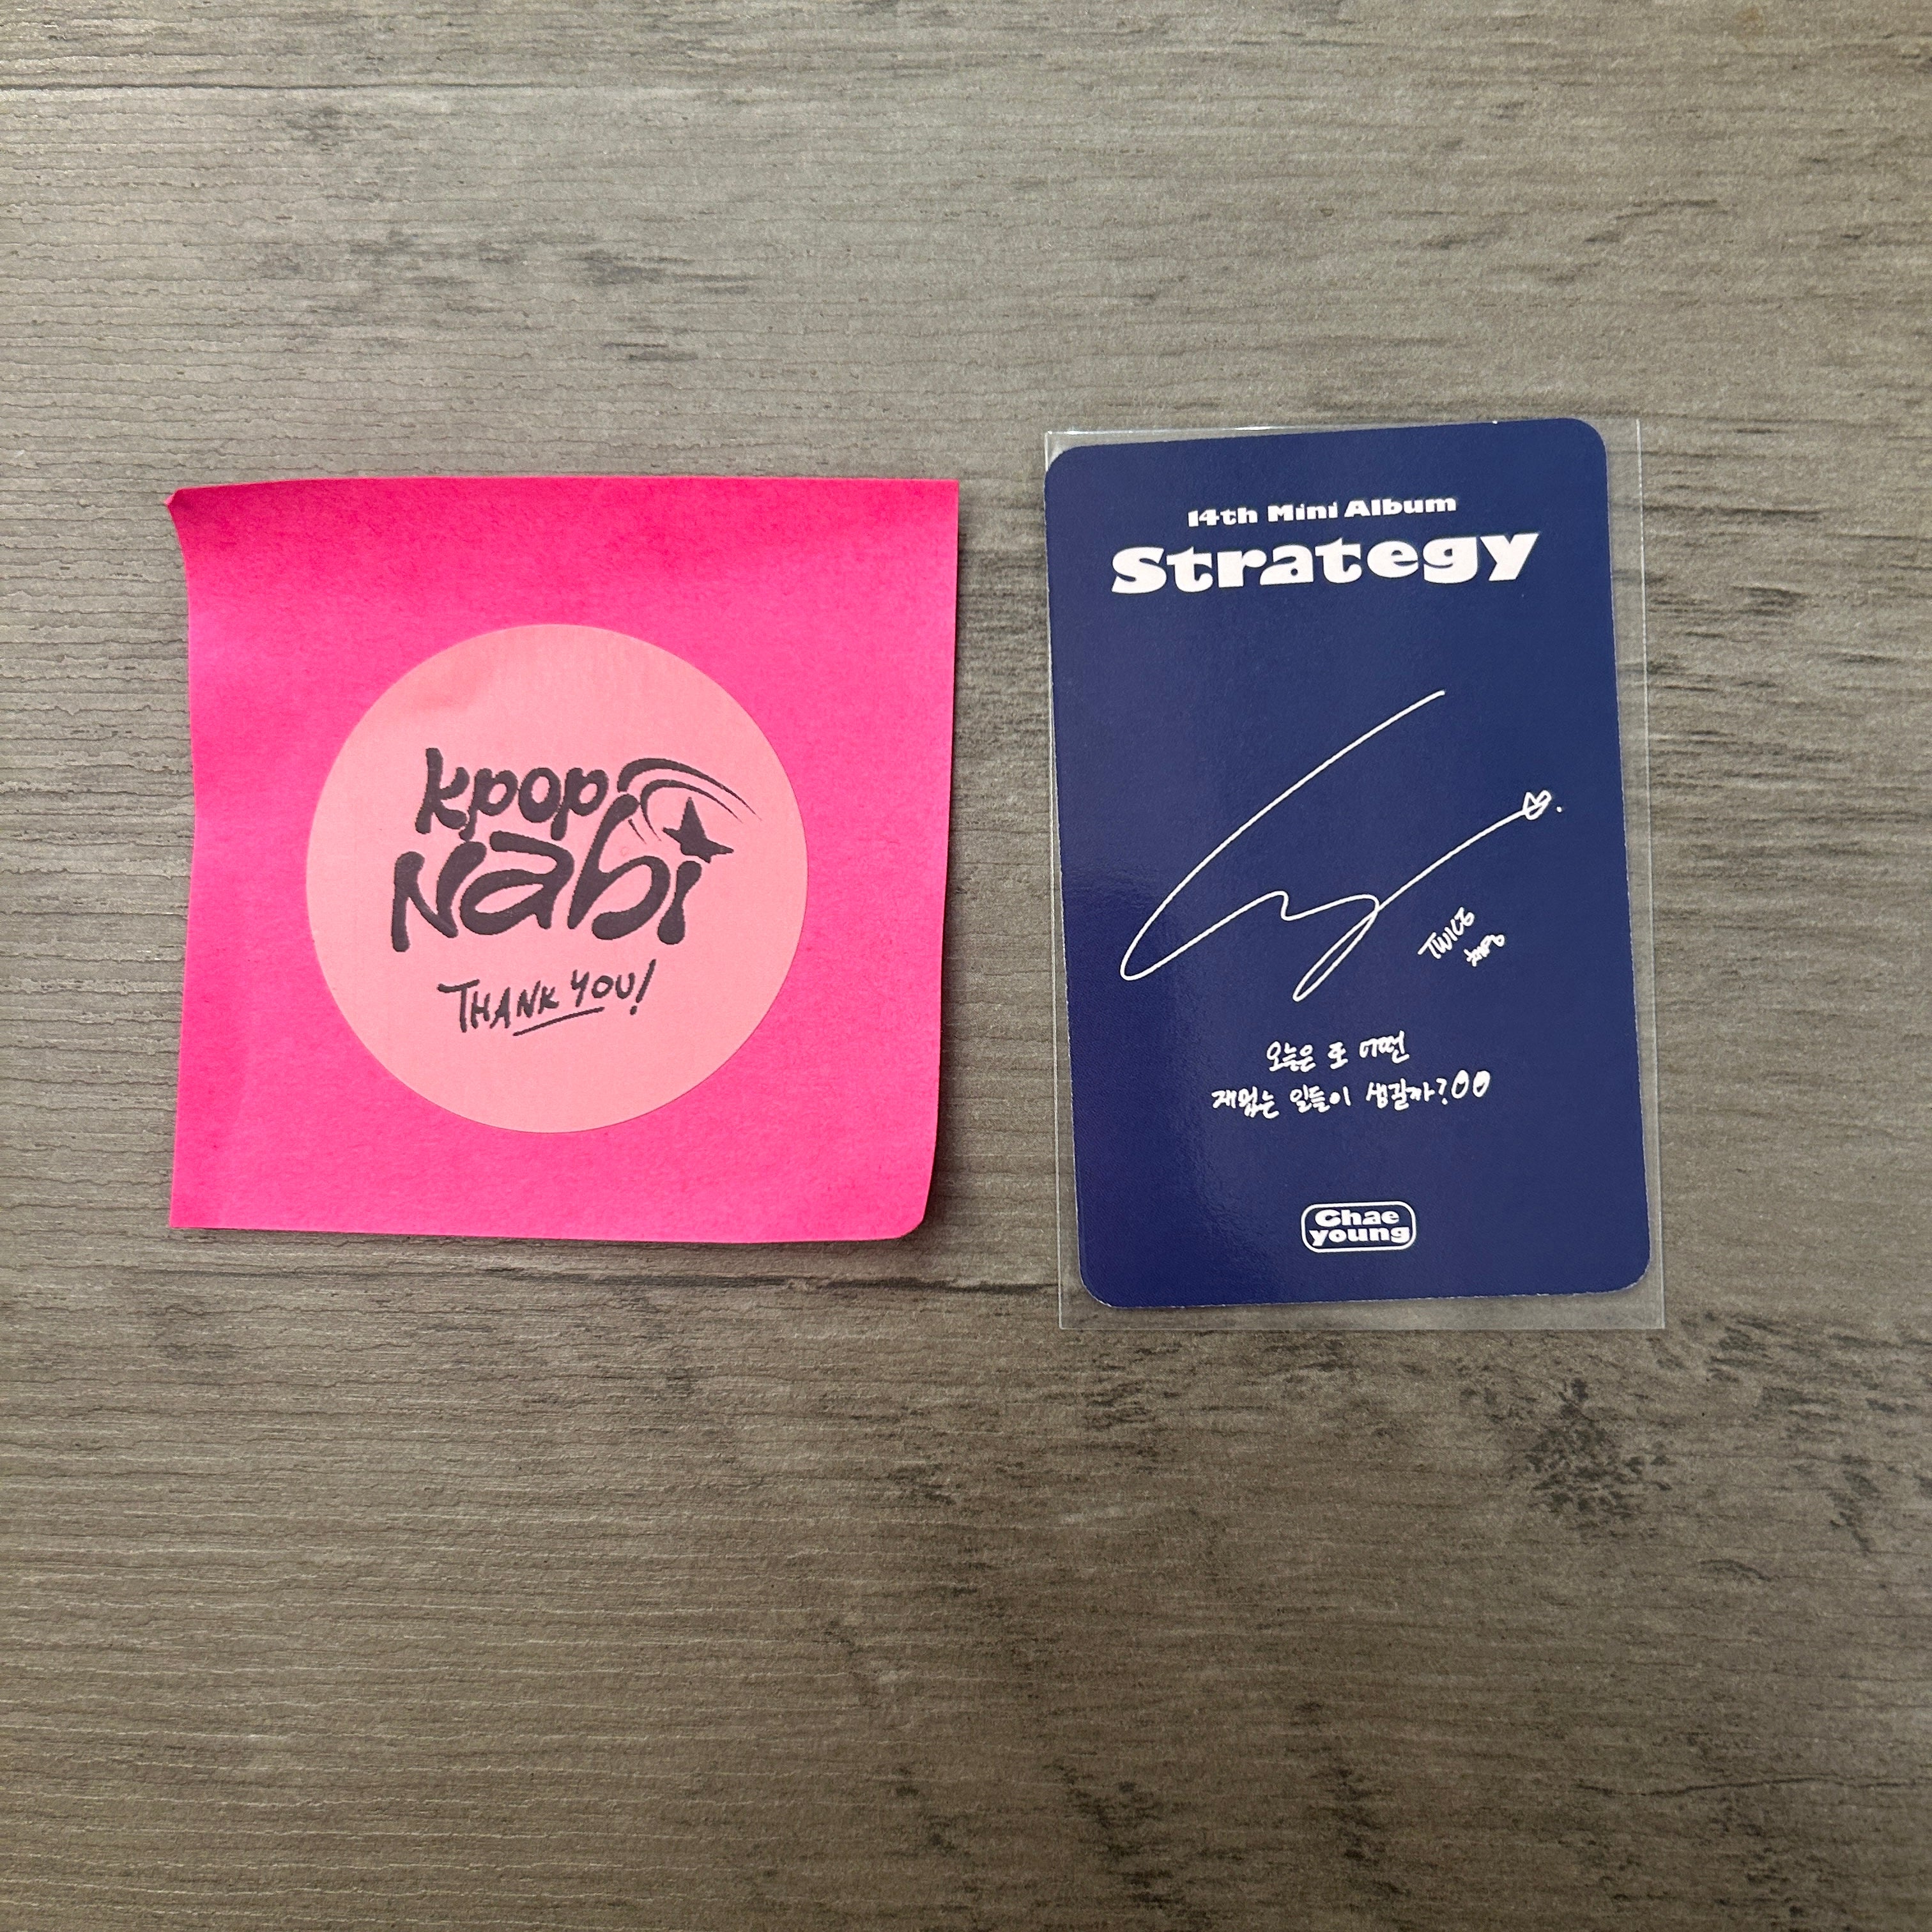 kpop
Nabi
THANK YOU!
14th Mini Album
Strategy
TWICE
오늘은 또 어떤
재밌는 일들이 생길까?
Chae
young